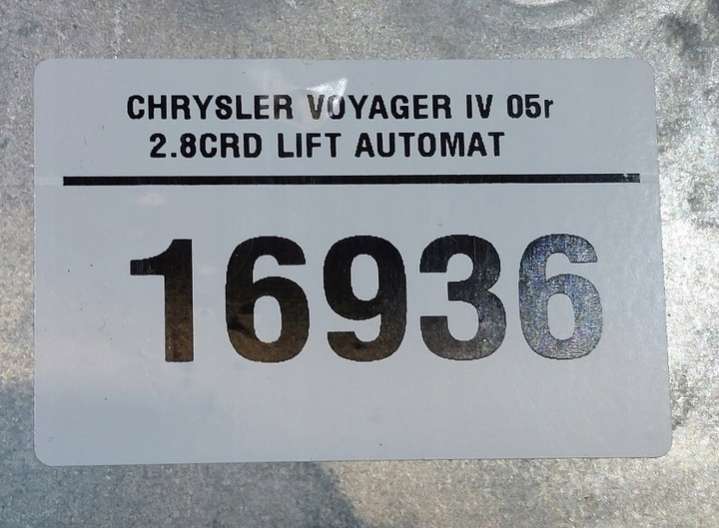 CHRYSLER VOYAGER IV 05r
2.8CRD LIFT AUTOMAT
16936